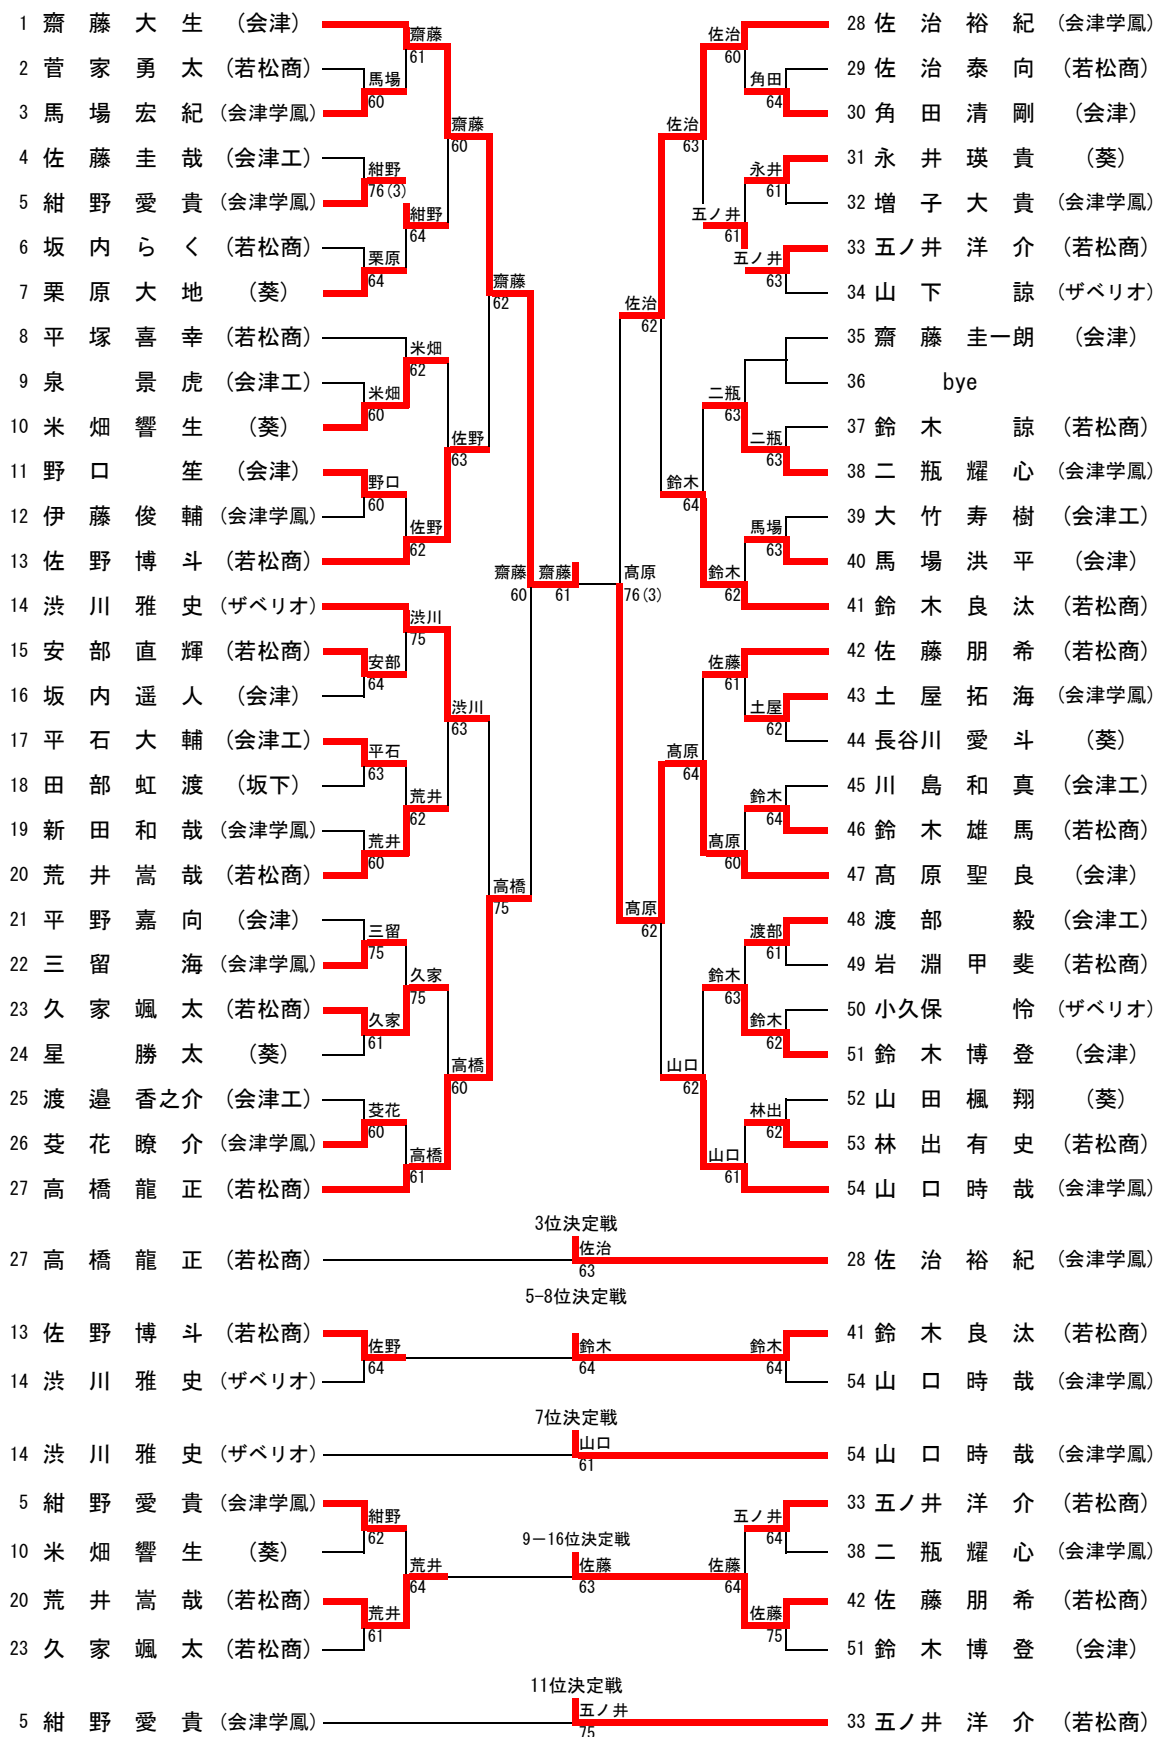 1 齋藤大生 (会津)
2 菅家勇太 (若松商)
3 馬場宏紀 (会津学鳳)
4 佐藤圭哉 (会津工)
5 紺野愛貴 (会津学鳳)
6 坂内らく (若松商)
7 栗原大地 (葵)
8 平塚喜幸 (若松商)
9 泉景虎 (会津工)
10 米畑響生 (葵)
11 野口笙 (会津)
12 伊藤俊輔 (会津学鳳)
13 佐野博斗 (若松商)
14 渋川雅史 (ザベリオ)
15 安部直輝 (若松商)
16 坂内遥人 (会津)
17 平石大輔 (会津工)
18 田部虹渡 (坂下)
19 新田和哉 (会津学鳳)
20 荒井嵩哉 (若松商)
21 平野嘉向 (会津)
22 三留海 (会津学鳳)
23 久家颯太 (若松商)
24 星勝太 (葵)
25 渡邉香之介 (会津工)
26 芟花瞭介 (会津学鳳)
27 高橋龍正 (若松商)
馬場 60
紺野 76(3)
栗原 64
米畑 60
野口 60
安部 64
平石 63
荒井 60
三留 75
久家 61
芟花 60
齋藤 61
紺野 64
米畑 62
佐野 62
渋川 75
荒井 62
久家 75
高橋 61
齋藤 60
佐野 63
渋川 63
高橋 60
齋藤 62
高橋 75
齋藤 60
齋藤 61
髙原 76(3)
佐治 62
髙原 62
佐治 63
鈴木 64
髙原 64
山口 62
佐治 60
五ノ井 61
二瓶 63
鈴木 62
佐藤 61
髙原 60
鈴木 63
山口 61
角田 64
永井 61
五ノ井 63
二瓶 63
馬場 63
土屋 62
鈴木 64
渡部 61
鈴木 62
林出 62
28 佐治裕紀 (会津学鳳)
29 佐治泰向 (若松商)
30 角田清剛 (会津)
31 永井瑛貴 (葵)
32 増子大貴 (会津学鳳)
33 五ノ井洋介 (若松商)
34 山下諒 (ザベリオ)
35 齋藤圭一朗 (会津)
36 bye
37 鈴木諒 (若松商)
38 二瓶耀心 (会津学鳳)
39 大竹寿樹 (会津工)
40 馬場洪平 (会津)
41 鈴木良汰 (若松商)
42 佐藤朋希 (若松商)
43 土屋拓海 (会津学鳳)
44 長谷川愛斗 (葵)
45 川島和真 (会津工)
46 鈴木雄馬 (若松商)
47 髙原聖良 (会津)
48 渡部毅 (会津工)
49 岩淵甲斐 (若松商)
50 小久保怜 (ザベリオ)
51 鈴木博登 (会津)
52 山田楓翔 (葵)
53 林出有史 (若松商)
54 山口時哉 (会津学鳳)
3位決定戦
27 高橋龍正 (若松商) 佐治 63 28 佐治裕紀 (会津学鳳)
5-8位決定戦
13 佐野博斗 (若松商) 佐野 64 鈴木 64 鈴木 64 41 鈴木良汰 (若松商)
14 渋川雅史 (ザベリオ) 54 山口時哉 (会津学鳳)
7位決定戦
14 渋川雅史 (ザベリオ) 山口 61 54 山口時哉 (会津学鳳)
5 紺野愛貴 (会津学鳳) 紺野 62 五ノ井 64 33 五ノ井洋介 (若松商)
9-16位決定戦
10 米畑響生 (葵) 38 二瓶耀心 (会津学鳳)
荒井 64 佐藤 63 佐藤 64
20 荒井嵩哉 (若松商) 荒井 61 佐藤 75 42 佐藤朋希 (若松商)
23 久家颯太 (若松商) 51 鈴木博登 (会津)
11位決定戦
5 紺野愛貴 (会津学鳳) 五ノ井 75 33 五ノ井洋介 (若松商)